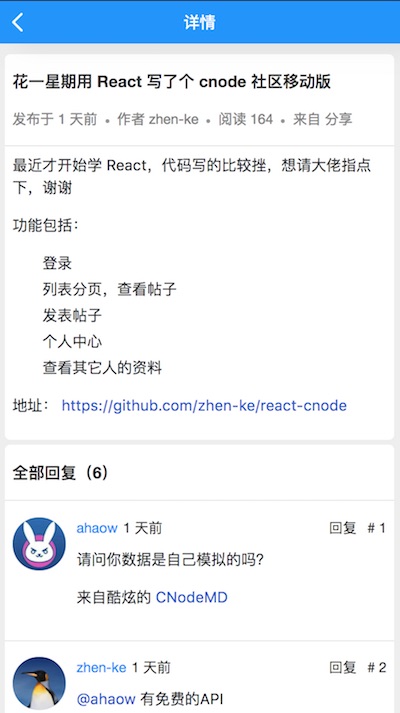 详情
花一星期用 React 写了个 cnode 社区移动版
发布于 1 天前 • 作者 zhen-ke • 阅读 164 • 来自 分享
最近才开始学 React，代码写的比较挫，想请大佬指点
下，谢谢
功能包括：
登录
列表分页，查看帖子
发表帖子
个人中心
查看其它人的资料
地址： https://github.com/zhen-ke/react-cnode
全部回复（6）
ahaow 1 天前 回复 # 1
请问你数据是自己模拟的吗?
来自酷炫的 CNodeMD
zhen-ke 1 天前 回复 # 2
@ahaow 有免费的API